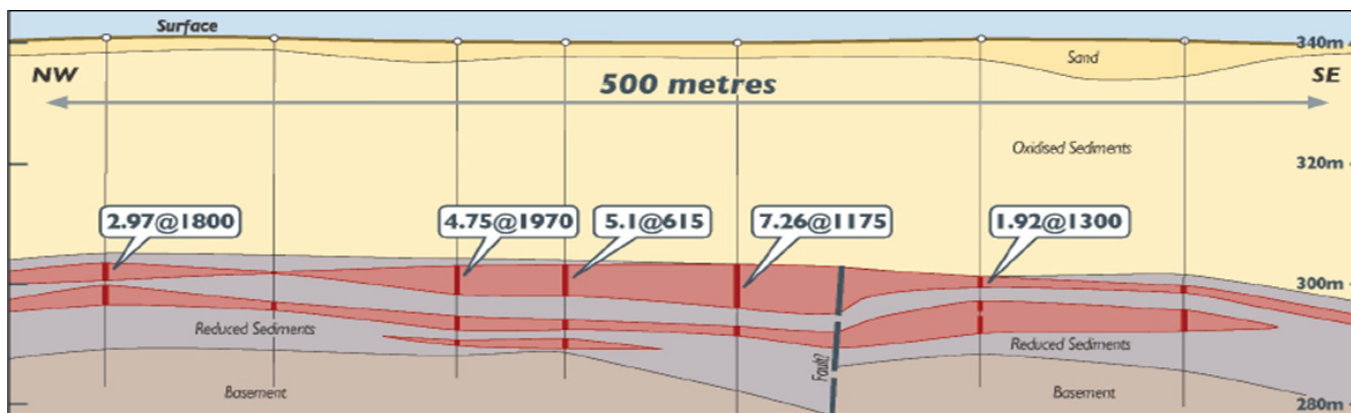 Surface
340m
Sand
NW
SE
500 metres
Oxidised Sediments
320m
2.97@1800
4.75@1970
5.1@615
7.26@1175
1.92@1300
300m
Reduced Sediments
Reduced Sediments
Fault?
Basement
Basement
280m